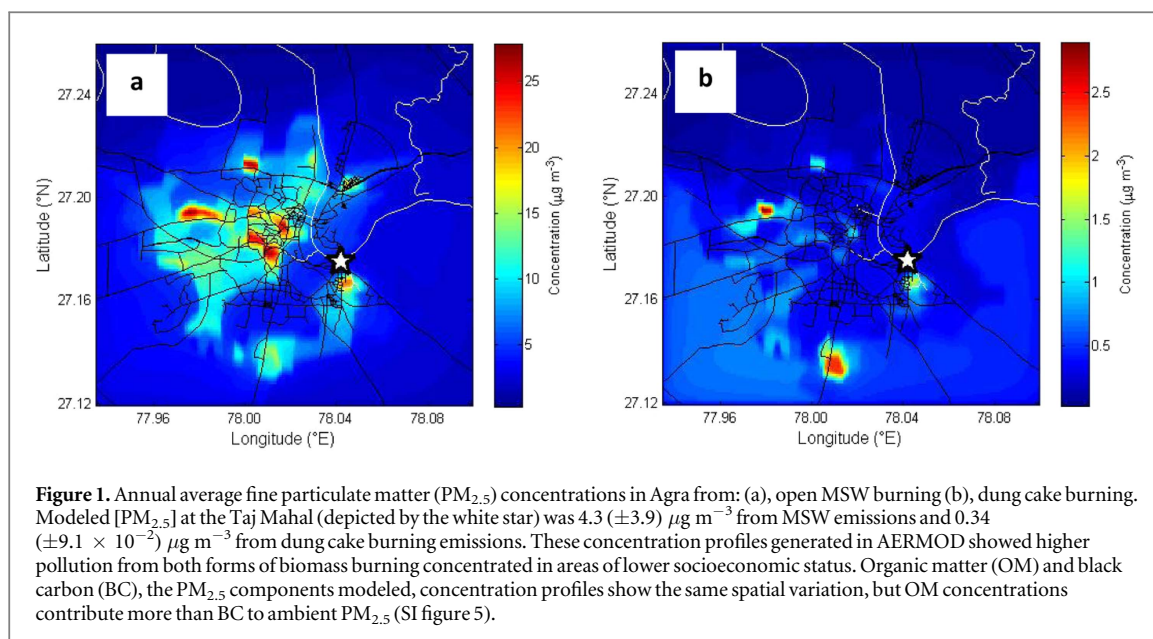 a
27.24
27.20
27.16
27.12
Latitude (°N)
77.96
78.00
78.04
78.08
Longitude (°E)
25
20
15
10
5
Concentration (µg m⁻³)
b
27.24
27.20
27.16
27.12
Latitude (°N)
77.96
78.00
78.04
78.08
Longitude (°E)
2.5
2
1.5
1
0.5
Concentration (µg m⁻³)
Figure 1. Annual average fine particulate matter (PM₂.₅) concentrations in Agra from: (a), open MSW burning (b), dung cake burning.
Modeled [PM₂.₅] at the Taj Mahal (depicted by the white star) was 4.3 (±3.9) µg m⁻³ from MSW emissions and 0.34
(±9.1 × 10⁻²) µg m⁻³ from dung cake burning emissions. These concentration profiles generated in AERMOD showed higher
pollution from both forms of biomass burning concentrated in areas of lower socioeconomic status. Organic matter (OM) and black
carbon (BC), the PM₂.₅ components modeled, concentration profiles show the same spatial variation, but OM concentrations
contribute more than BC to ambient PM₂.₅ (SI figure 5).